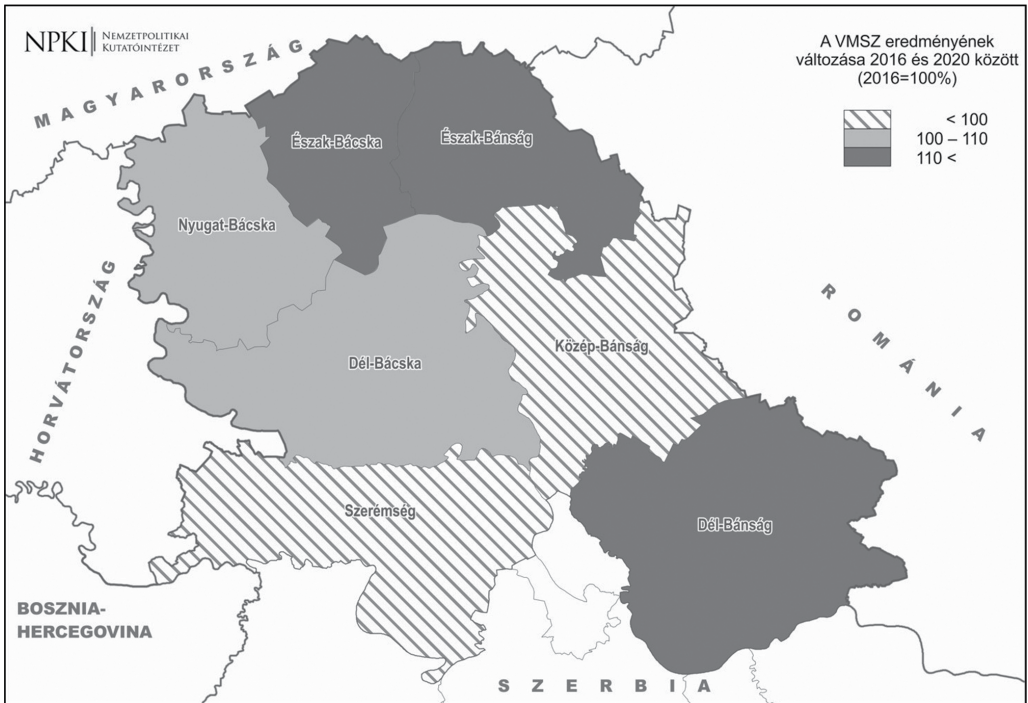 NPKI NEMZETPOLITIKAI
KUTATÓINTÉZET
A VMSZ eredményének
változása 2016 és 2020 között
(2016=100%)
< 100
100 – 110
110 <
MAGYARORSZÁG
Észak-Bácska
Észak-Bánság
Nyugat-Bácska
HORVÁTORSZÁG
ROMÁNIA
Közép-Bánság
Dél-Bácska
Szerémség
Dél-Bánság
BOSZNIA-
HERCEGOVINA
SZERBIA